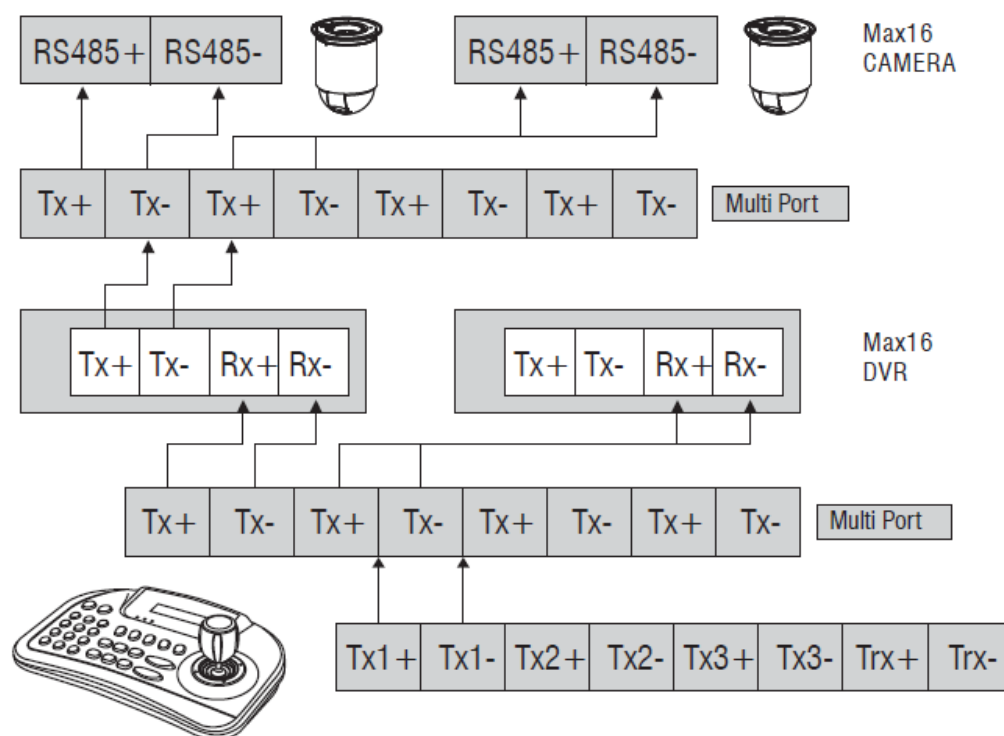 RS485+ RS485- RS485+ RS485- Max16
CAMERA
Tx+ Tx- Tx+ Tx- Tx+ Tx- Tx+ Tx- Multi Port
Tx+ Tx- Rx+ Rx- Tx+ Tx- Rx+ Rx- Max16
DVR
Tx+ Tx- Tx+ Tx- Tx+ Tx- Tx+ Tx- Multi Port
Tx1+ Tx1- Tx2+ Tx2- Tx3+ Tx3- Trx+ Trx-